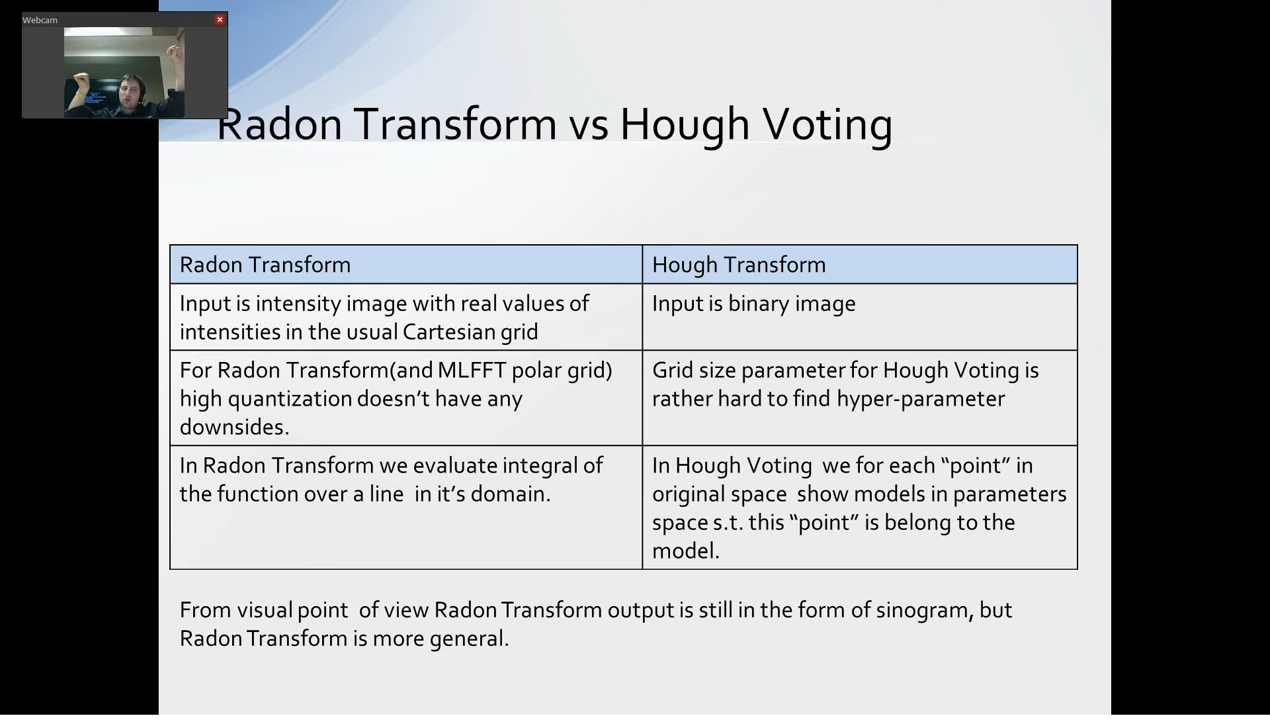 Webcam
Radon Transform vs Hough Voting
Radon Transform
Hough Transform
Input is intensity image with real values of
intensities in the usual Cartesian grid
Input is binary image
For Radon Transform(and MLFFT polar grid)
high quantization doesn’t have any
downsides.
Grid size parameter for Hough Voting is
rather hard to find hyper-parameter
In Radon Transform we evaluate integral of
the function over a line in it’s domain.
In Hough Voting we for each “point” in
original space show models in parameters
space s.t. this “point” is belong to the
model.
From visual point of view Radon Transform output is still in the form of sinogram, but
Radon Transform is more general.